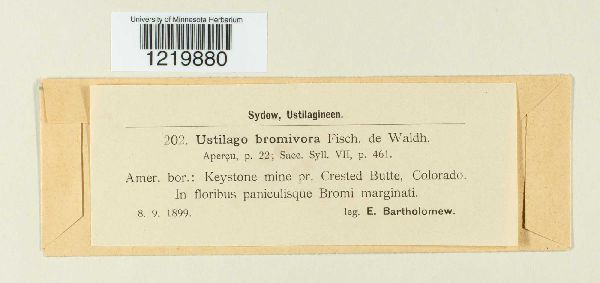 University of Minnesota Herbarium
1219880
Sydow, Ustilagineen.
202. Ustilago bromivora Fisch. de Waldh.
Aperçu, p. 22; Sacc. Syll. VII, p. 461.
Amer. bor.: Keystone mine pr. Crested Butte, Colorado.
In floribus paniculisque Bromi marginati.
8. 9. 1899. leg. E. Bartholomew.